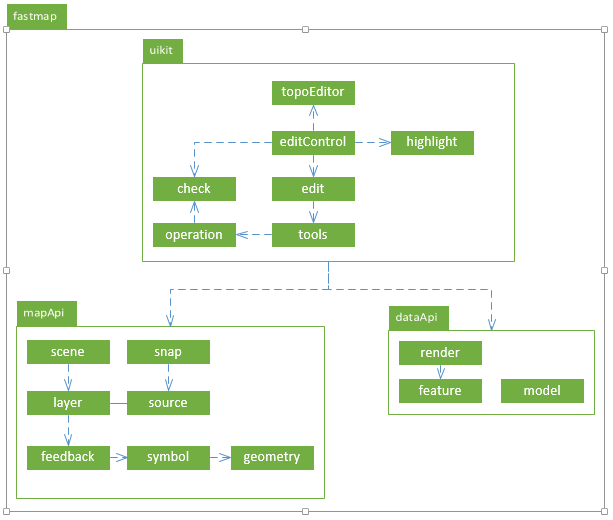 fastmap
uikit
topoEditor
editControl
highlight
check
edit
operation
tools
mapApi
scene
snap
layer
source
feedback
symbol
geometry
dataApi
render
feature
model